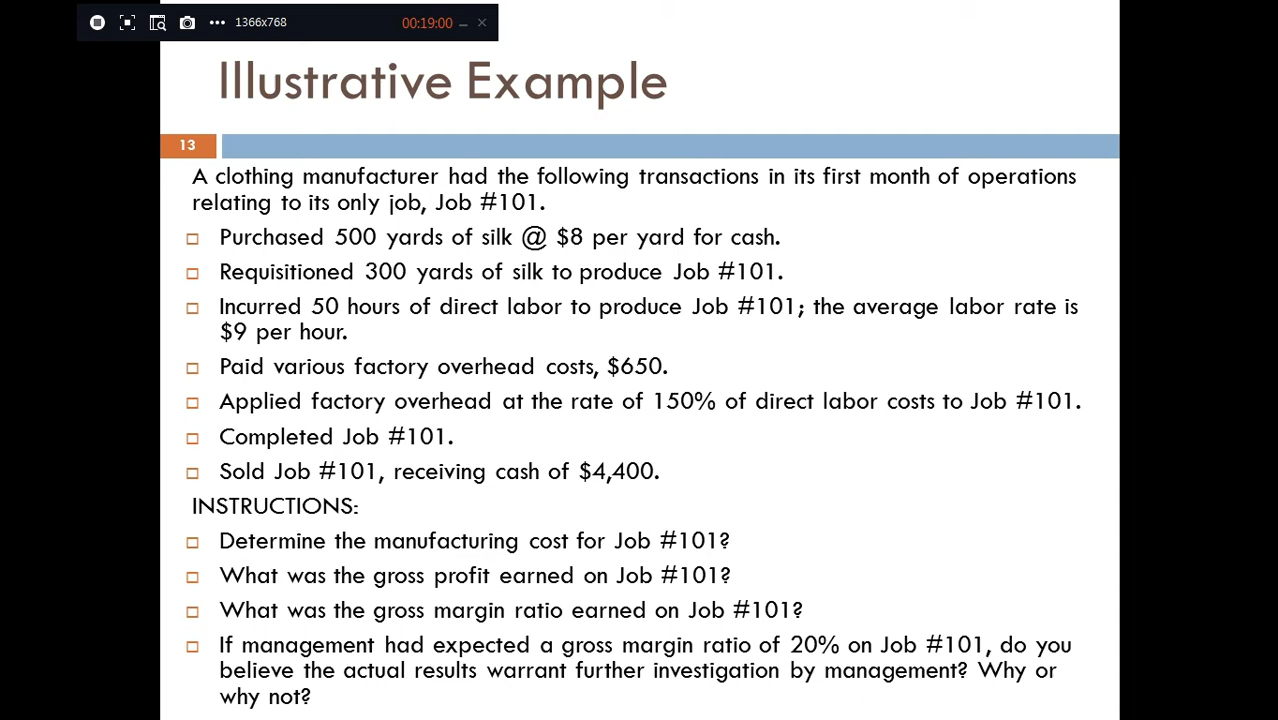 1366x768 00:19:00
Illustrative Example
13
A clothing manufacturer had the following transactions in its first month of operations
relating to its only job, Job #101.
Purchased 500 yards of silk @ $8 per yard for cash.
Requisitioned 300 yards of silk to produce Job #101.
Incurred 50 hours of direct labor to produce Job #101; the average labor rate is
$9 per hour.
Paid various factory overhead costs, $650.
Applied factory overhead at the rate of 150% of direct labor costs to Job #101.
Completed Job #101.
Sold Job #101, receiving cash of $4,400.
INSTRUCTIONS:
Determine the manufacturing cost for Job #101?
What was the gross profit earned on Job #101?
What was the gross margin ratio earned on Job #101?
If management had expected a gross margin ratio of 20% on Job #101, do you
believe the actual results warrant further investigation by management? Why or
why not?